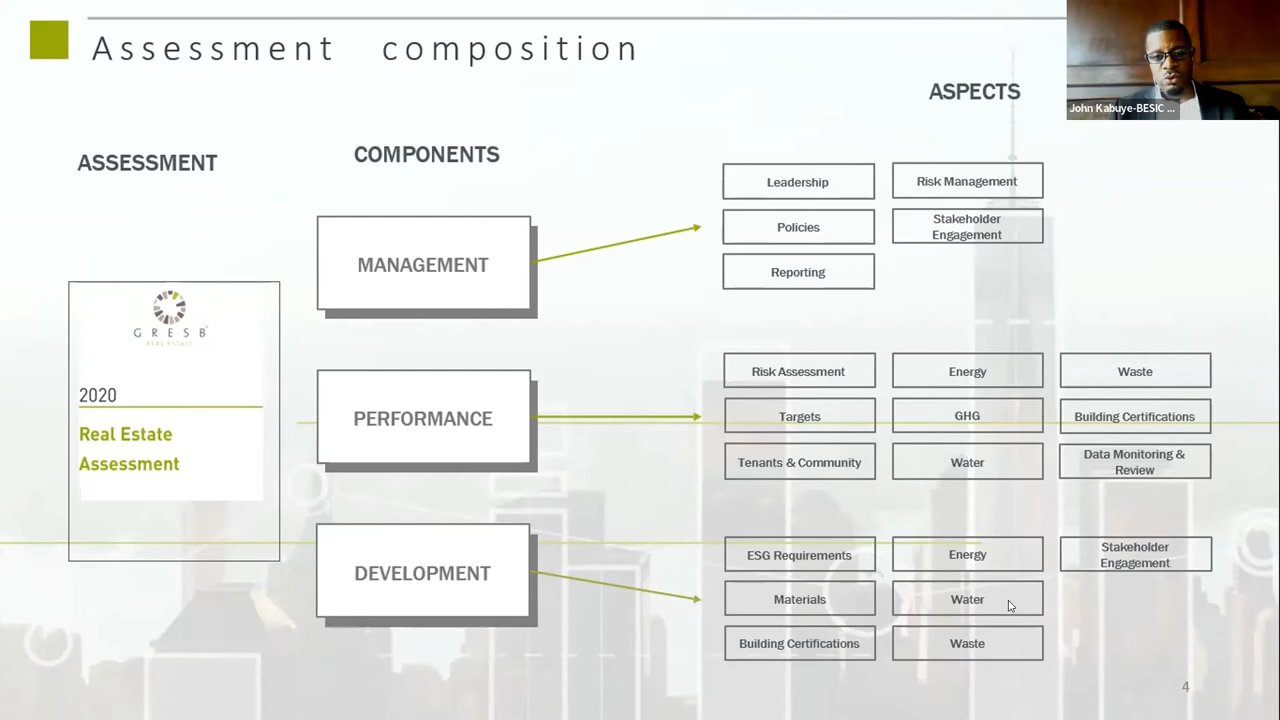 Assessment composition
John Kabuye-BESIC ...
ASPECTS
ASSESSMENT
COMPONENTS
Leadership
Risk Management
Policies
Stakeholder
Engagement
Reporting
MANAGEMENT
GRESB
REAL ESTATE
2020
Real Estate
Assessment
PERFORMANCE
Risk Assessment
Energy
Waste
Targets
GHG
Building Certifications
Tenants & Community
Water
Data Monitoring &
Review
DEVELOPMENT
ESG Requirements
Energy
Stakeholder
Engagement
Materials
Water
Building Certifications
Waste
4